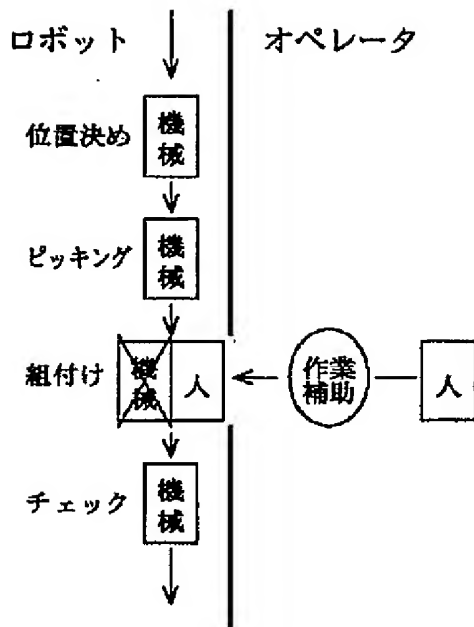 ロボット
オペレータ
位置決め
機械
ピッキング
機械
組付け
機械
人
作業
補助
人
チェック
機械